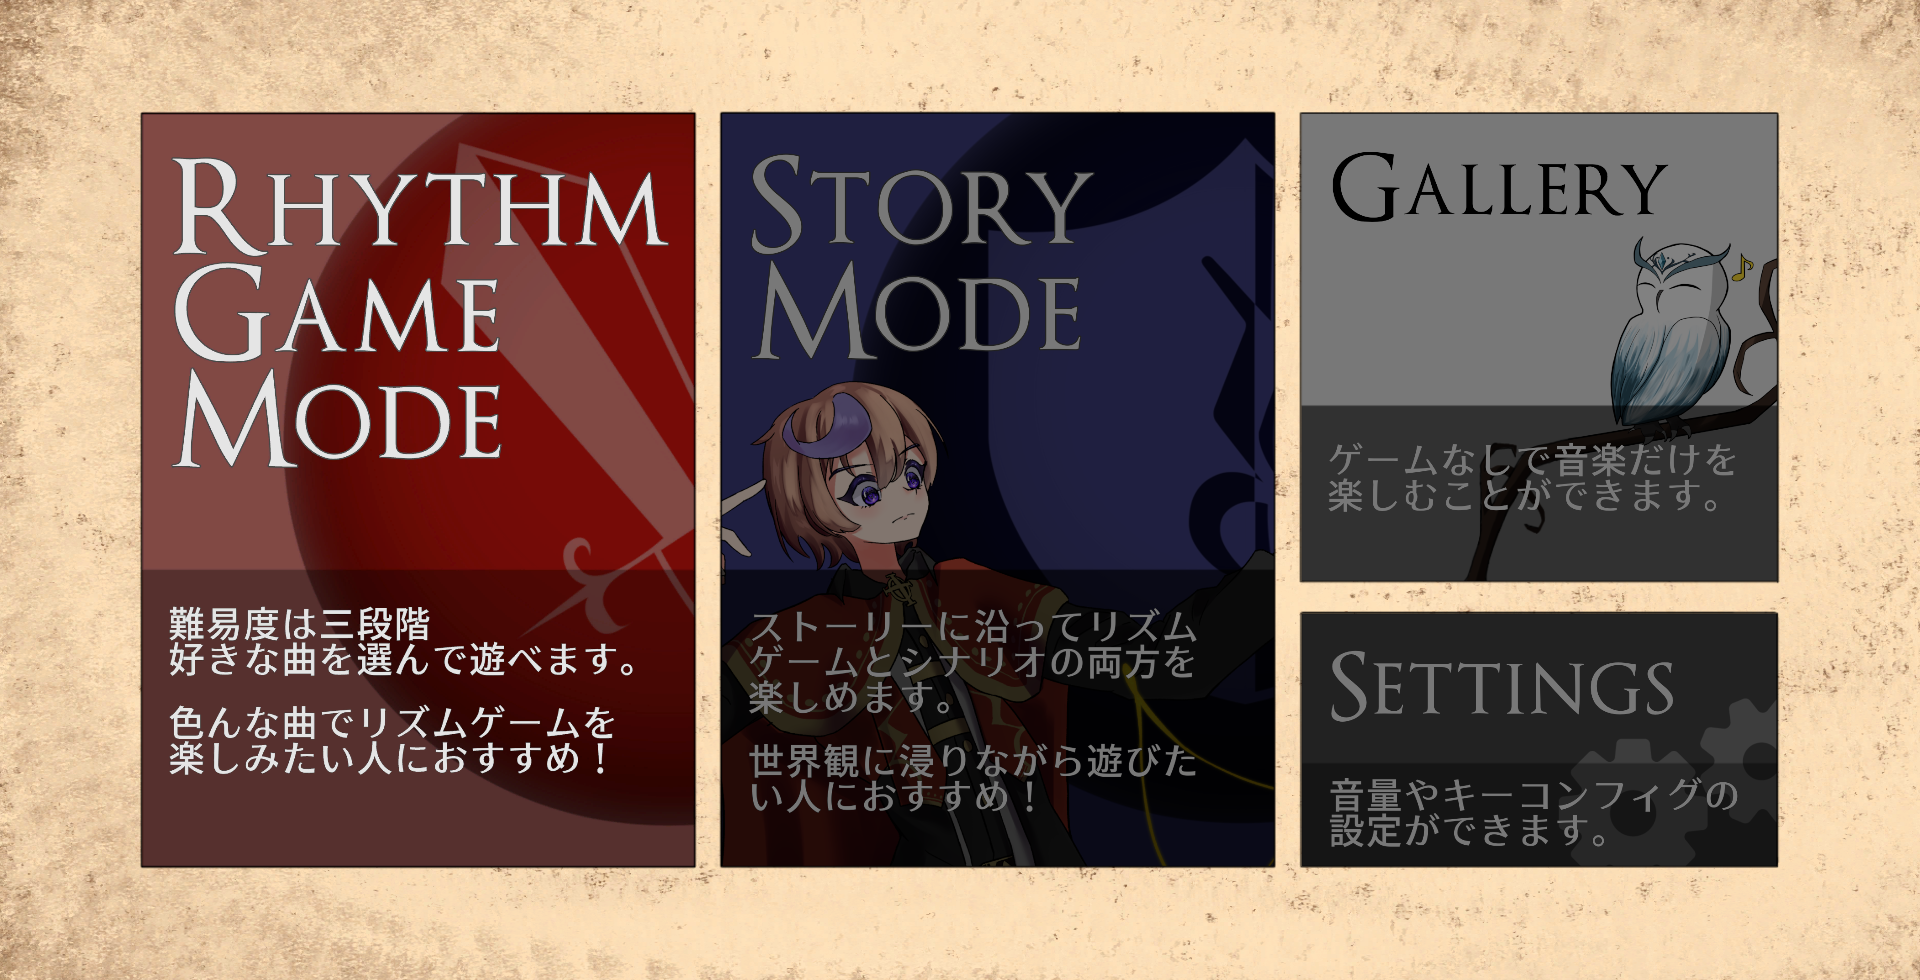 RHYTHM
GAME
MODE
難易度は三段階
好きな曲を選んで遊べます。
色んな曲でリズムゲームを
楽しみたい人におすすめ！
STORY
MODE
ストーリーに沿ってリズム
ゲームとシナリオの両方を
楽しめます。
世界観に浸りながら遊びた
い人におすすめ！
GALLERY
ゲームなしで音楽だけを
楽しむことができます。
SETTINGS
音量やキーコンフィグの
設定ができます。